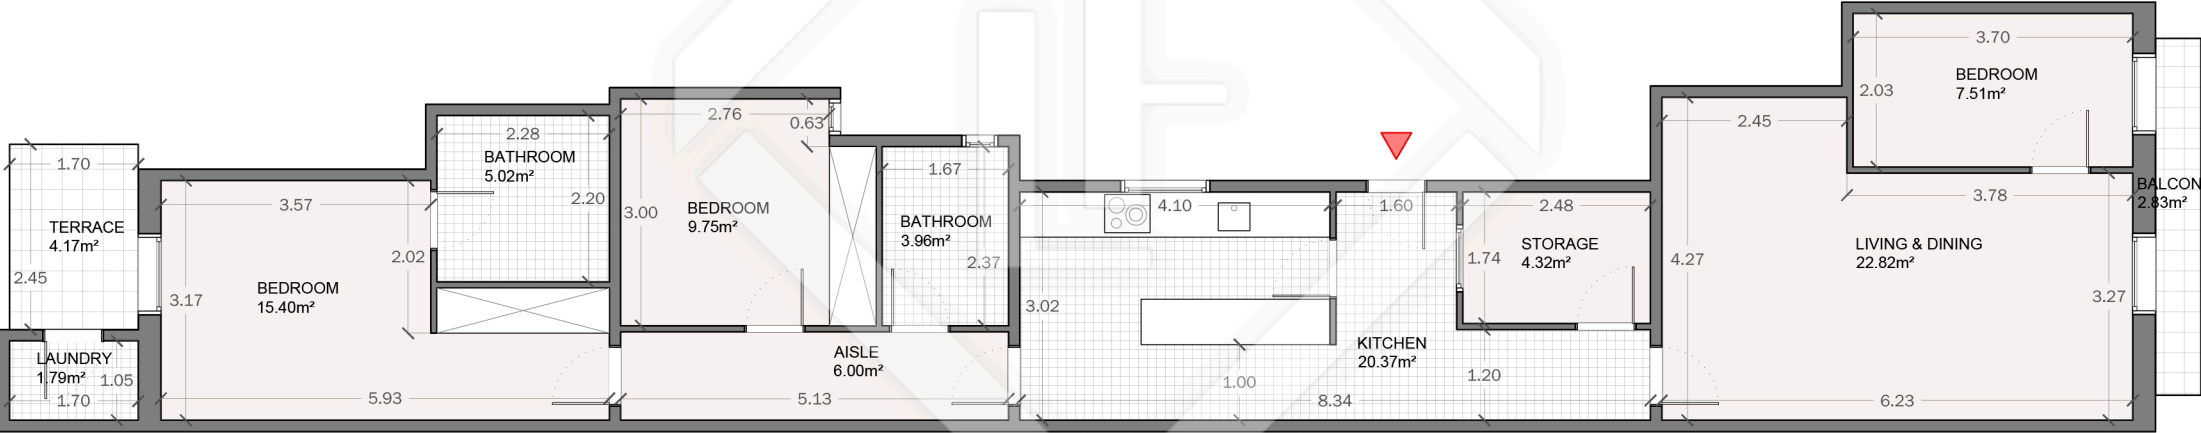 1.70
TERRACE
4.17m²
2.45
LAUNDRY
1.79m²
1.05
1.70
3.57
2.02
3.17
BEDROOM
15.40m²
5.93
2.28
BATHROOM
5.02m²
2.20
2.76
0.63
3.00
BEDROOM
9.75m²
1.67
BATHROOM
3.96m²
2.37
AISLE
6.00m²
5.13
4.10
1.60
3.02
KITCHEN
20.37m²
1.00
1.20
8.34
2.48
STORAGE
4.32m²
1.74
2.45
4.27
LIVING & DINING
22.82m²
3.78
3.27
6.23
3.70
BEDROOM
7.51m²
2.03
BALCON
2.83m²